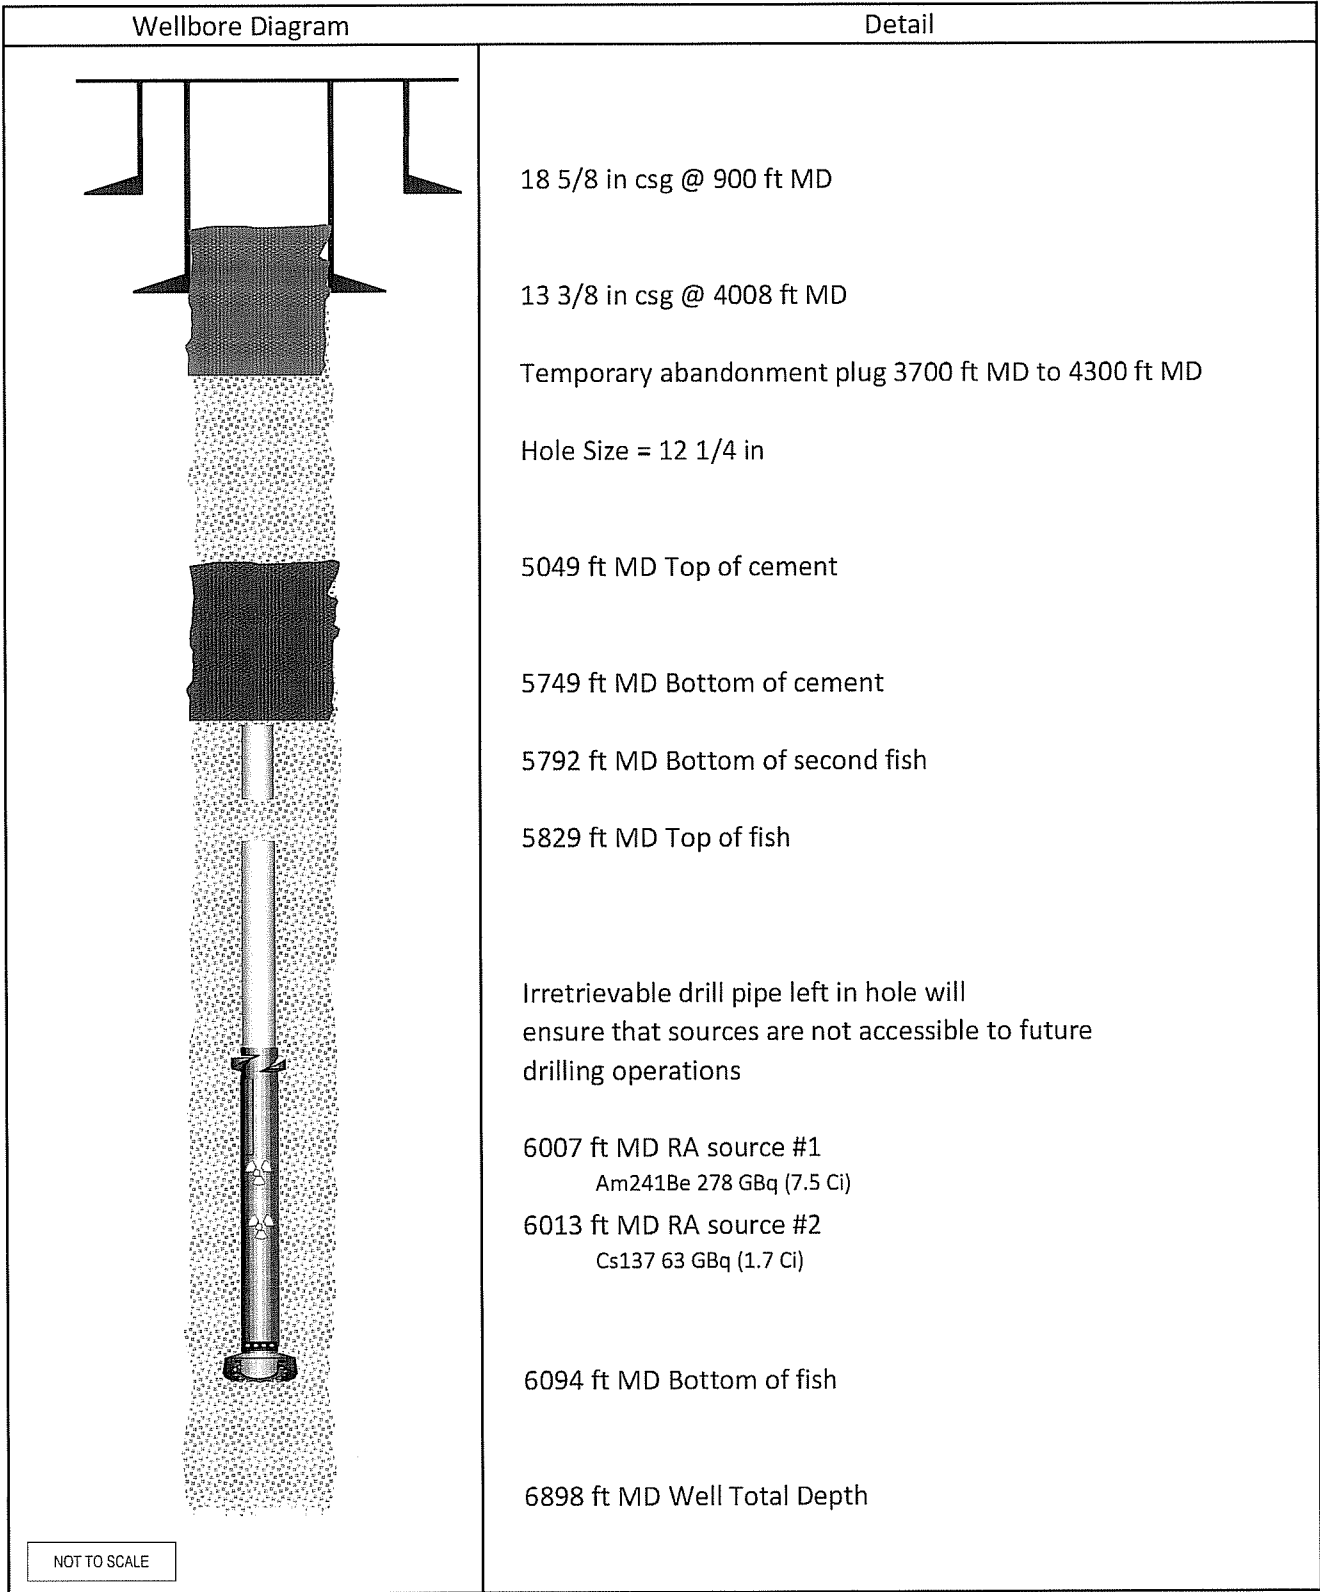 Wellbore Diagram
Detail
18 5/8 in csg @ 900 ft MD
13 3/8 in csg @ 4008 ft MD
Temporary abandonment plug 3700 ft MD to 4300 ft MD
Hole Size = 12 1/4 in
5049 ft MD Top of cement
5749 ft MD Bottom of cement
5792 ft MD Bottom of second fish
5829 ft MD Top of fish
Irretrievable drill pipe left in hole will
ensure that sources are not accessible to future
drilling operations
6007 ft MD RA source #1
Am241Be 278 GBq (7.5 Ci)
6013 ft MD RA source #2
Cs137 63 GBq (1.7 Ci)
6094 ft MD Bottom of fish
6898 ft MD Well Total Depth
NOT TO SCALE